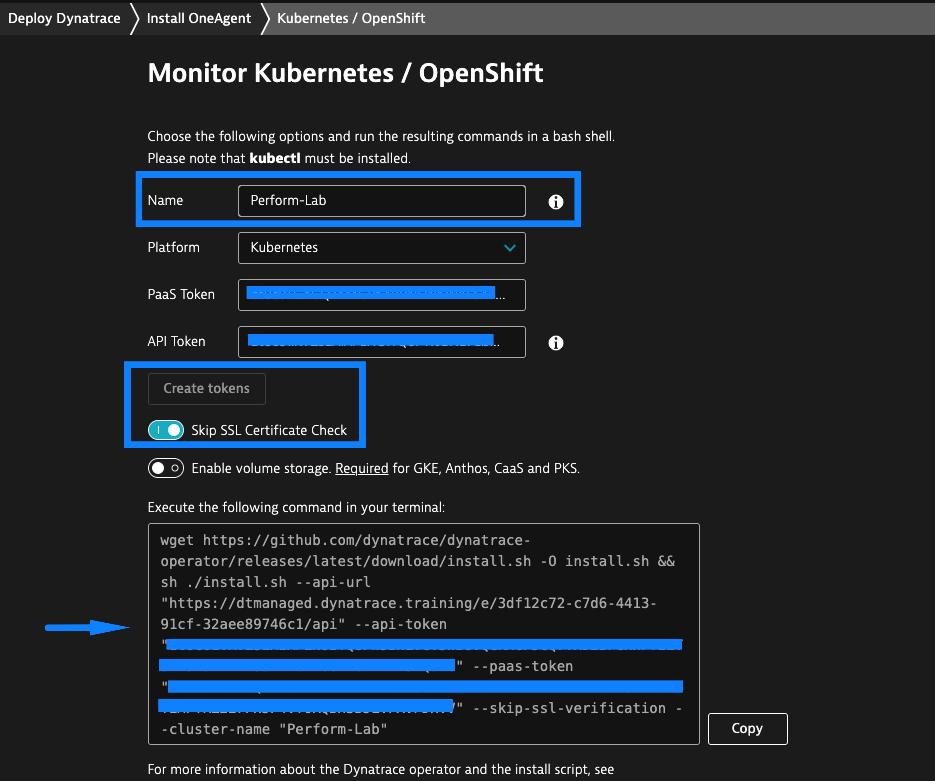 Deploy Dynatrace Install OneAgent Kubernetes / OpenShift
Monitor Kubernetes / OpenShift
Choose the following options and run the resulting commands in a bash shell.
Please note that kubectl must be installed.
Name Perform-Lab
Platform Kubernetes
PaaS Token ...
API Token ...
Create tokens
Skip SSL Certificate Check
Enable volume storage. Required for GKE, Anthos, CaaS and PKS.
Execute the following command in your terminal:
wget https://github.com/dynatrace/dynatrace-
operator/releases/latest/download/install.sh -O install.sh &&
sh ./install.sh --api-url
"https://dtmanaged.dynatrace.training/e/3df12c72-c7d6-4413-
91cf-32aee89746c1/api" --api-token
"
" --paas-token
"
" --skip-ssl-verification -
-cluster-name "Perform-Lab"
Copy
For more information about the Dynatrace operator and the install script, see